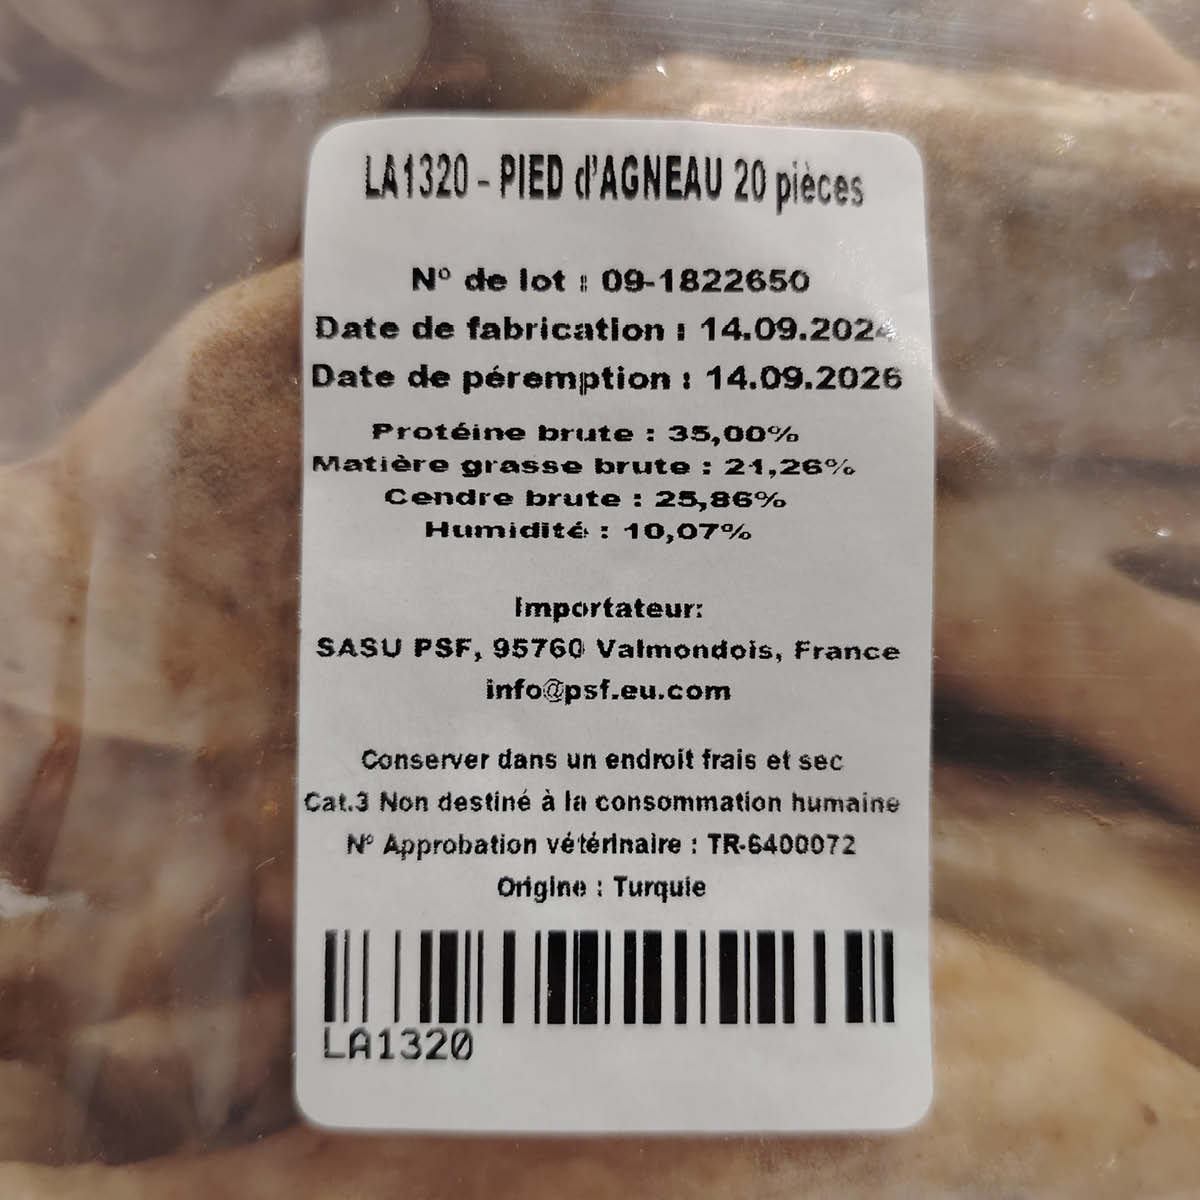 LA1320 - PIED d'AGNEAU 20 pièces
N° de lot : 09-1822650
Date de fabrication : 14.09.2024
Date de péremption : 14.09.2026
Protéine brute : 35,00%
Matière grasse brute : 21,26%
Cendre brute : 25,86%
Humidité : 10,07%
Importateur:
SASU PSF, 95760 Valmondois, France
info@psf.eu.com
Conserver dans un endroit frais et sec
Cat.3 Non destiné à la consommation humaine
N° Approbation vétérinaire : TR-6400072
Origine : Turquie
LA1320